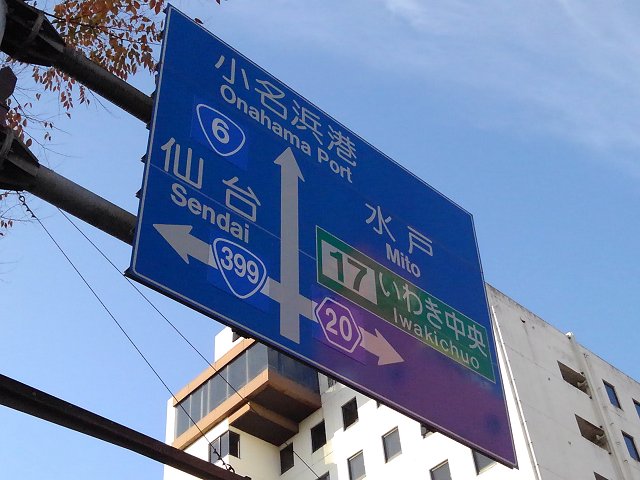 小名浜港
Onahama Port
6
仙台
Sendai
399
水戸
Mito
17 いわき中央
Iwakichuo
20